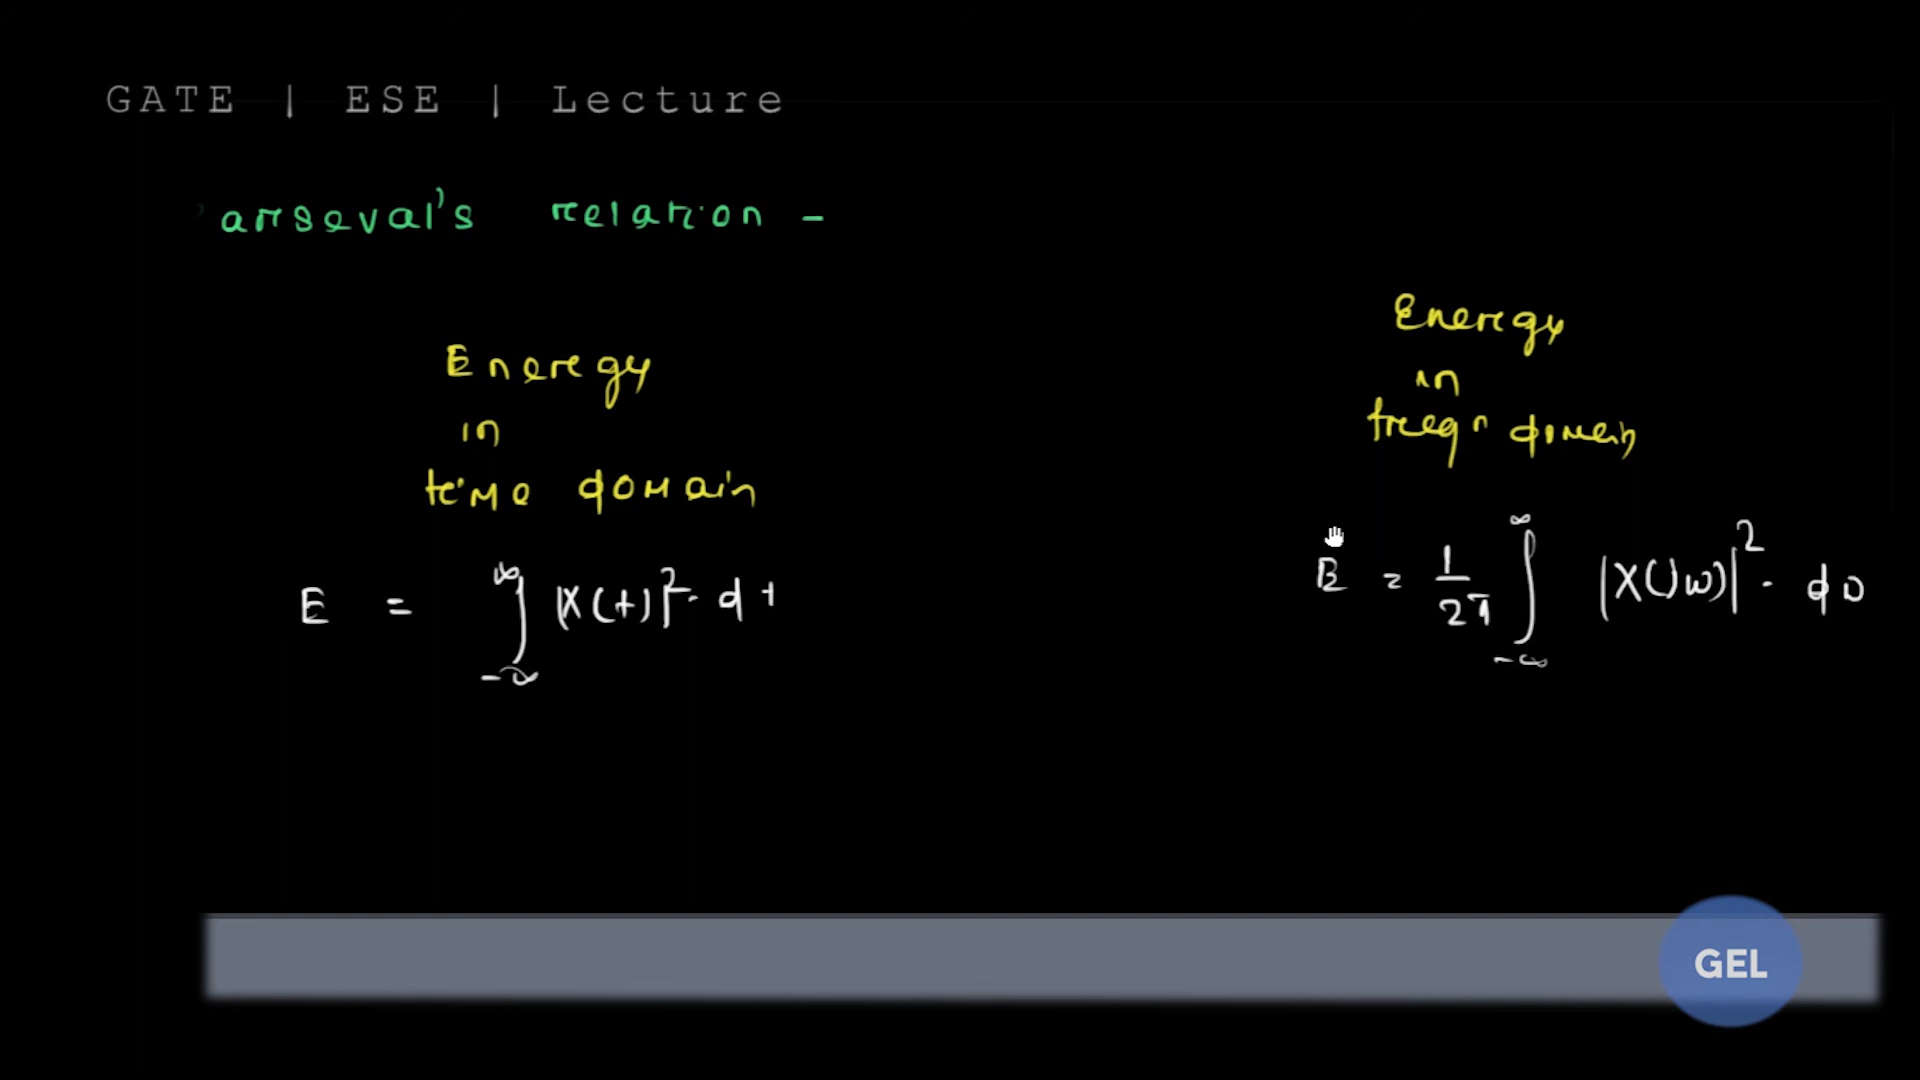 GATE | ESE | Lecture
arseval's relation -
Energy
in
time domain
E = ∫_{-∞}^{∞} |X(t)|². dt
Energy
in
freqn domain
E = 1/2π ∫_{-∞}^{∞} |X(jω)|². dω
GEL